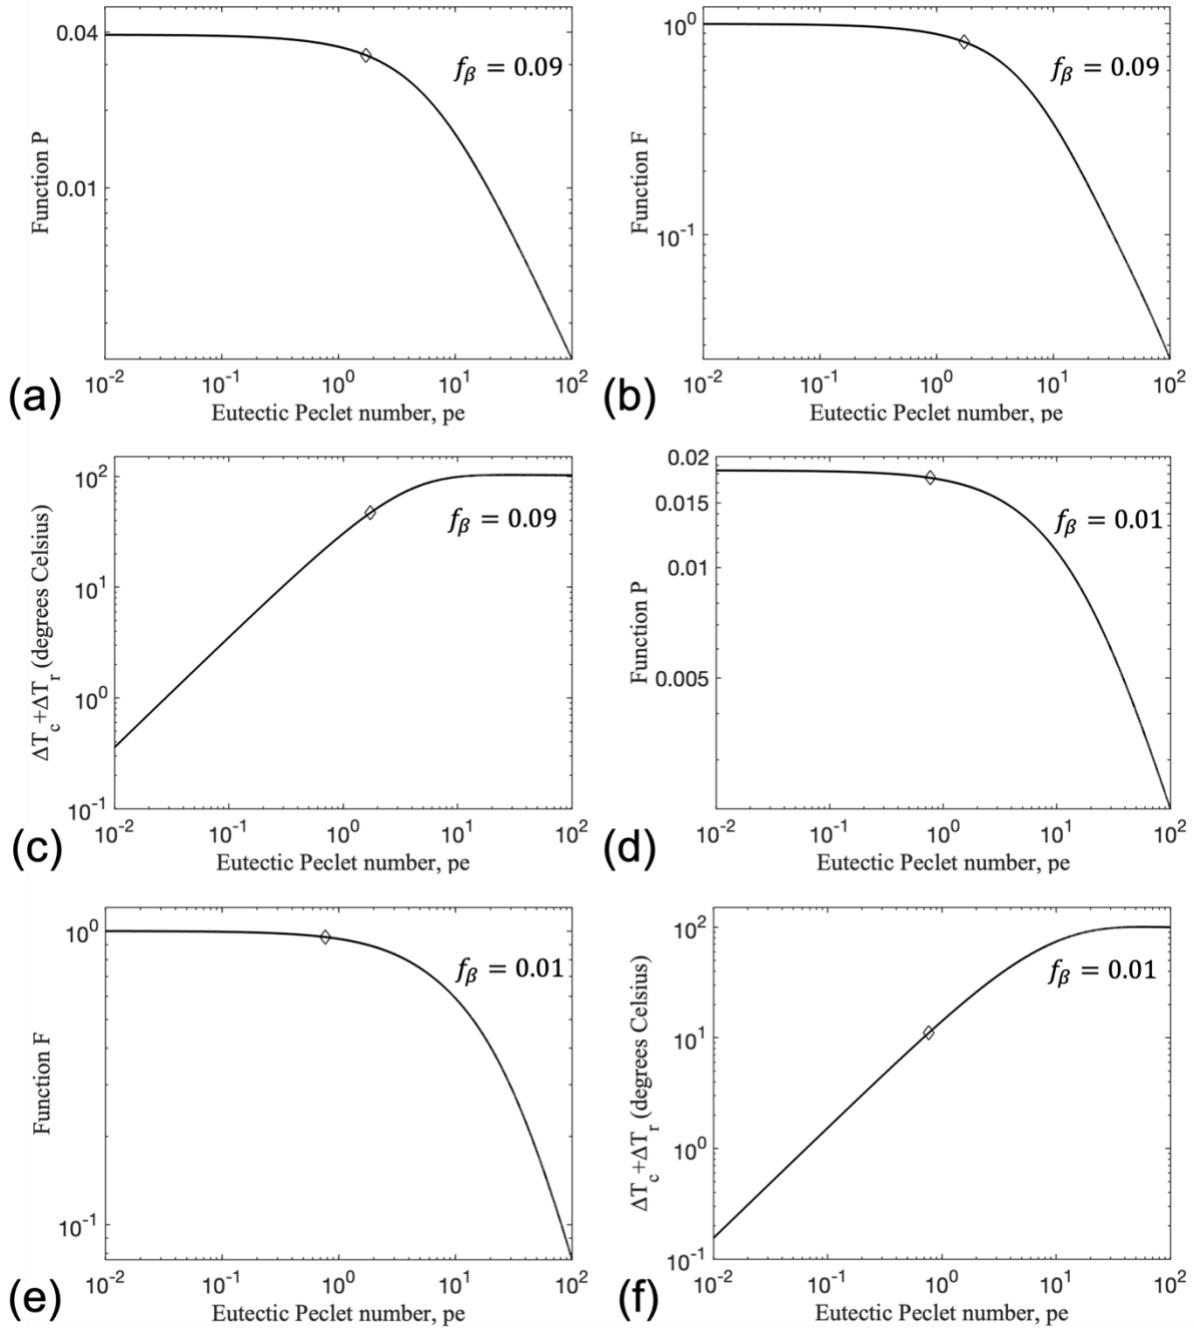 0.04
0.01
Function P
f_β = 0.09
10^-2 10^-1 10^0 10^1 10^2
Eutectic Peclet number, pe
(a)
10^0
10^-1
Function F
f_β = 0.09
10^-2 10^-1 10^0 10^1 10^2
Eutectic Peclet number, pe
(b)
10^2
10^1
10^0
10^-1
ΔT_c+ΔT_r (degrees Celsius)
f_β = 0.09
10^-2 10^-1 10^0 10^1 10^2
Eutectic Peclet number, pe
(c)
0.02
0.015
0.01
0.005
Function P
f_β = 0.01
10^-2 10^-1 10^0 10^1 10^2
Eutectic Peclet number, pe
(d)
10^0
10^-1
Function F
f_β = 0.01
10^-2 10^-1 10^0 10^1 10^2
Eutectic Peclet number, pe
(e)
10^2
10^1
10^0
10^-1
ΔT_c+ΔT_r (degrees Celsius)
f_β = 0.01
10^-2 10^-1 10^0 10^1 10^2
Eutectic Peclet number, pe
(f)